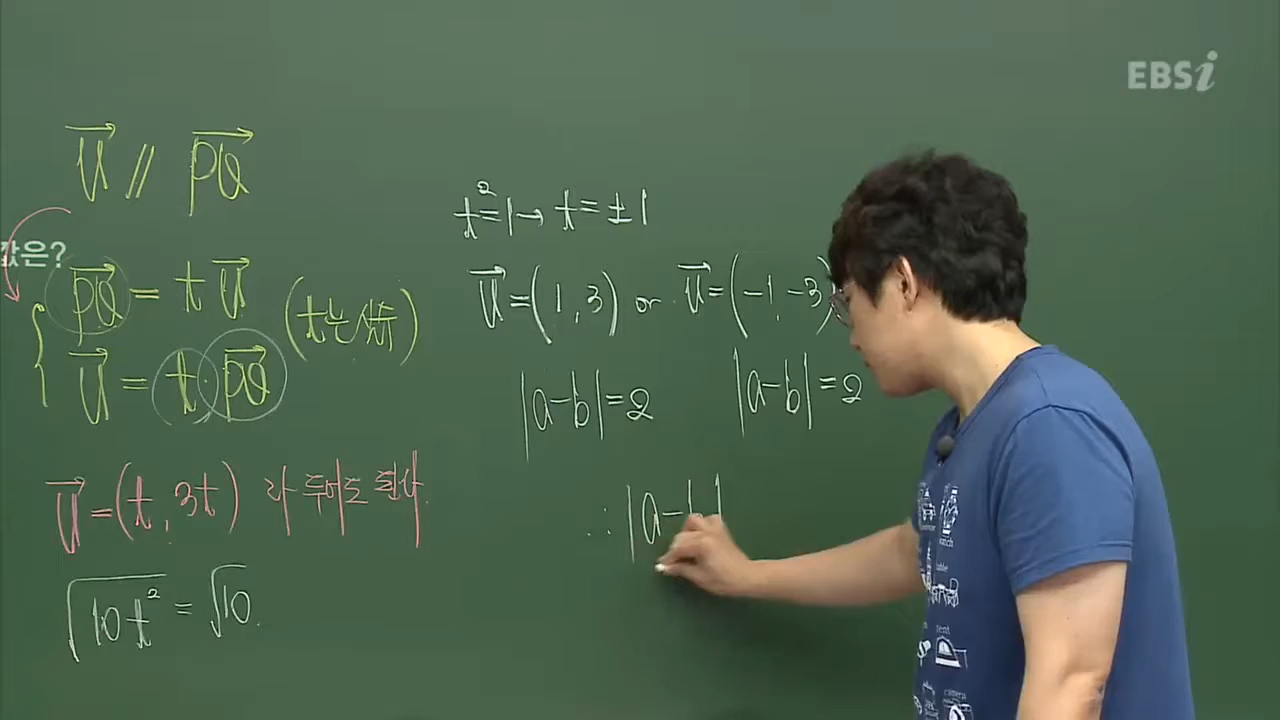 EBSi
값은?
u⃗ // PQ⃗
PQ⃗ = t u⃗
u⃗ = t · PQ⃗
(t는 상수)
u⃗ = (t, 3t) 라 두어도 된다.
√(10t²) = √10.
t² = 1 → t = ±1
u⃗ = (1, 3) or u⃗ = (-1, -3
|a-b| = 2 |a-b| = 2
∴ |a-b|